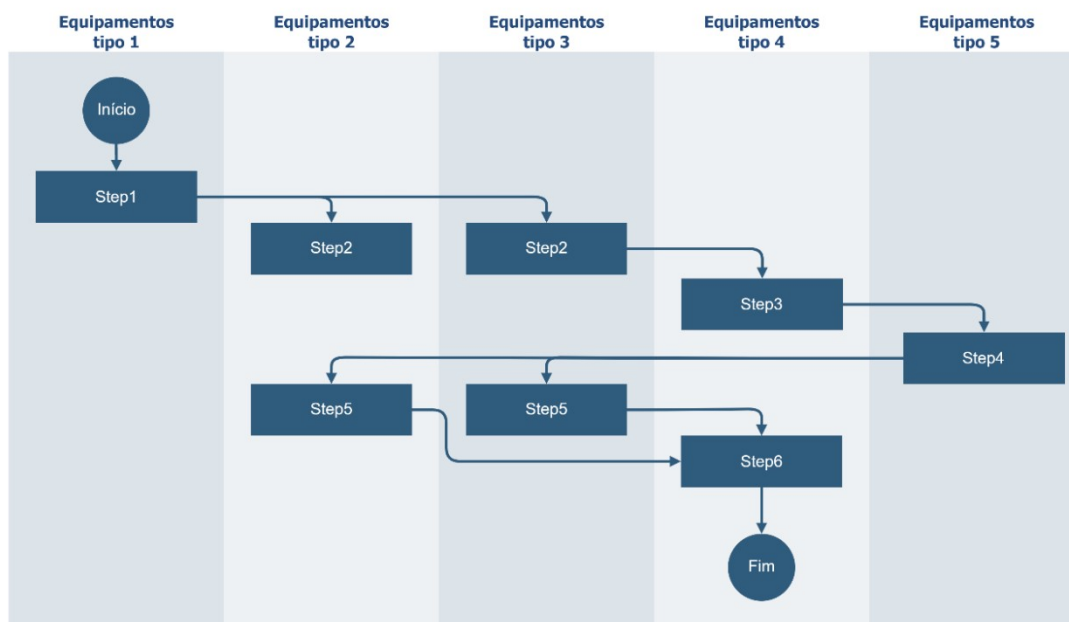 Equipamentos
tipo 1
Equipamentos
tipo 2
Equipamentos
tipo 3
Equipamentos
tipo 4
Equipamentos
tipo 5
Início
Step1
Step2
Step2
Step3
Step4
Step5
Step5
Step6
Fim